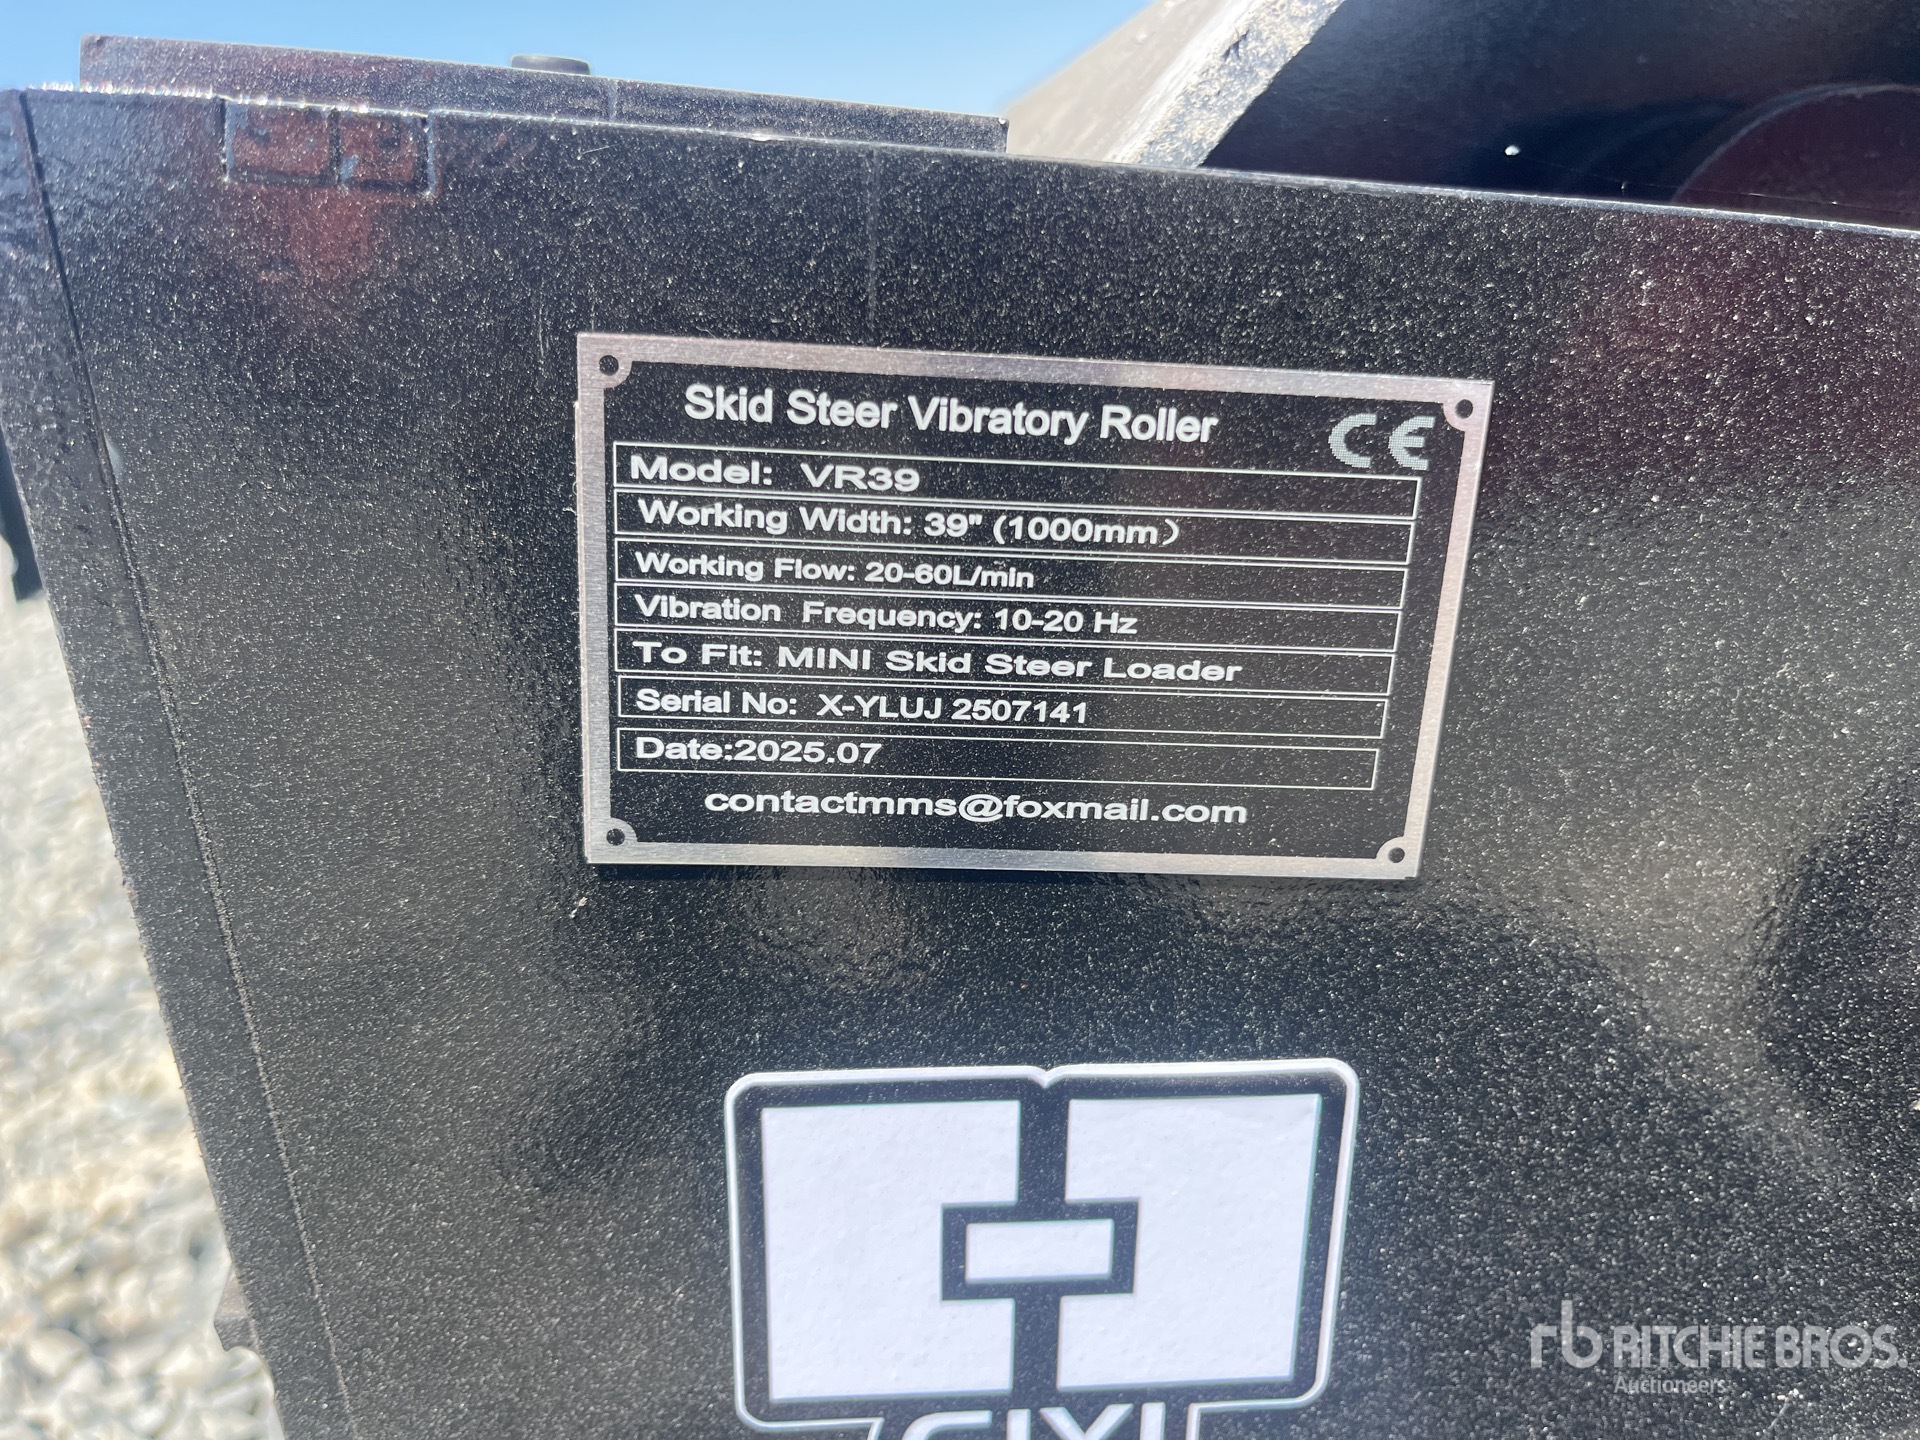 Skid Steer Vibratory Roller
CE
Model: VR39
Working Width: 39" (1000mm)
Working Flow: 20-60L/min
Vibration Frequency: 10-20 Hz
To Fit: MINI Skid Steer Loader
Serial No: X-YLUJ 2507141
Date:2025.07
contactmms@foxmail.com
rb RITCHIE BROS.
Auctioneers